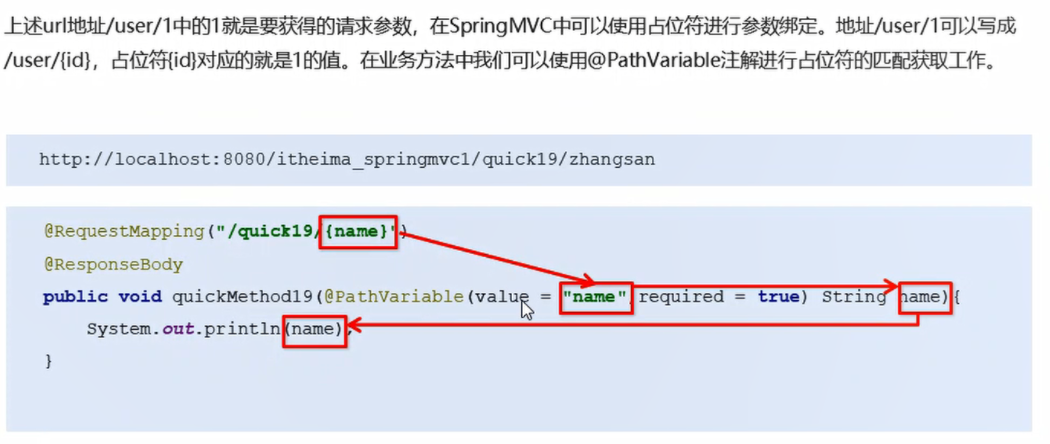 上述url地址/user/1中的1就是要获得的请求参数，在SpringMVC中可以使用占位符进行参数绑定。地址/user/1可以写成
/user/{id}，占位符{id}对应的就是1的值。在业务方法中我们可以使用@PathVariable注解进行占位符的匹配获取工作。
http://localhost:8080/itheima_springmvc1/quick19/zhangsan
@RequestMapping("/quick19/{name}")
@ResponseBody
public void quickMethod19(@PathVariable(value = "name",required = true) String name){
System.out.println(name);
}